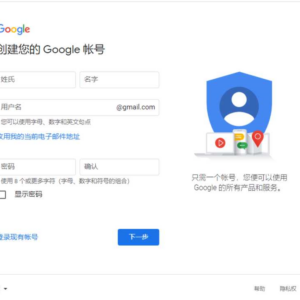 Google
创建您的 Google 帐号
姓氏
名字
用户名
@gmail.com
您可以使用字母、数字和英文句点
改用我的当前电子邮件地址
密码
确认
使用 8 个或更多字符（字母、数字和符号的组合）
显示密码
登录现有帐号
下一步
只需一个帐号，您便可以使用
Google 的所有产品和服务。
帮助
隐私权